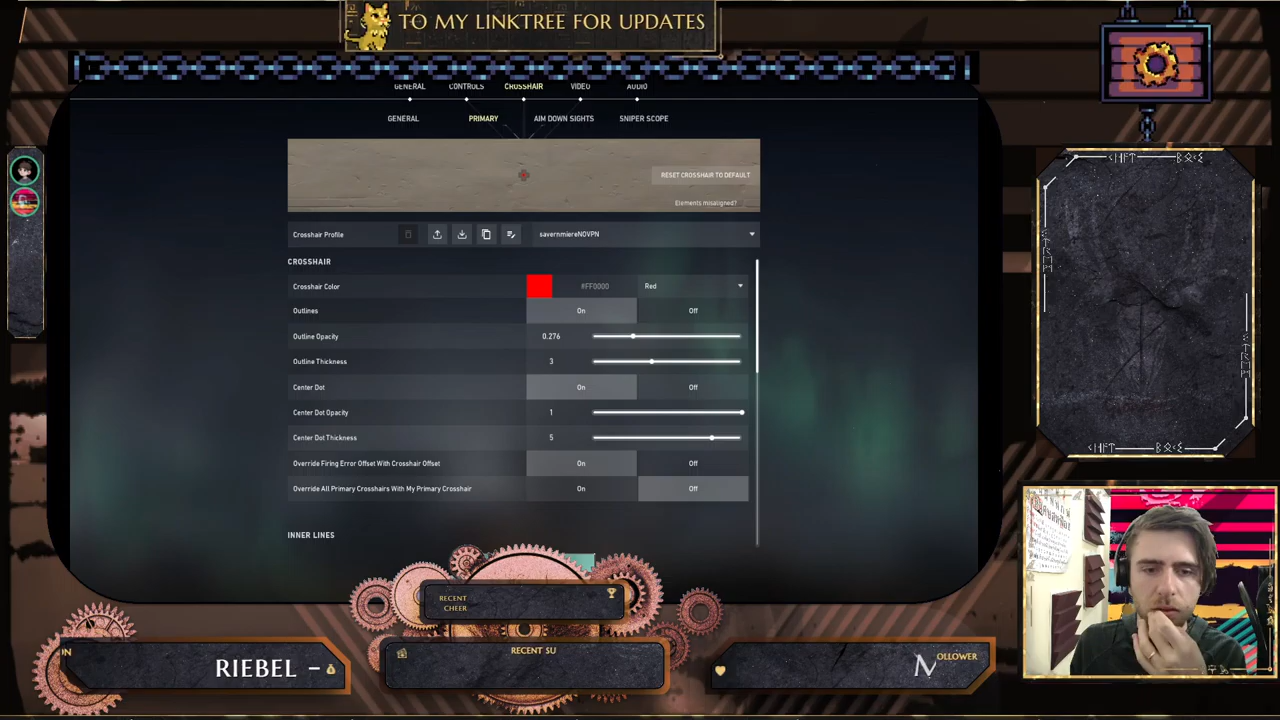 TO MY LINKTREE FOR UPDATES
GENERAL CONTROLS CROSSHAIR VIDEO AUDIO
GENERAL PRIMARY AIM DOWN SIGHTS SNIPER SCOPE
RESET CROSSHAIR TO DEFAULT
Elements misaligned?
Crosshair Profile savernmiereNOVPN
CROSSHAIR
Crosshair Color #FF0000 Red
Outlines On Off
Outline Opacity 0.276
Outline Thickness 3
Center Dot On Off
Center Dot Opacity 1
Center Dot Thickness 5
Override Firing Error Offset With Crosshair Offset On Off
Override All Primary Crosshairs With My Primary Crosshair On Off
INNER LINES
RECENT
CHEER
RECENT SU
ON
RIEBEL –
OLLOWER